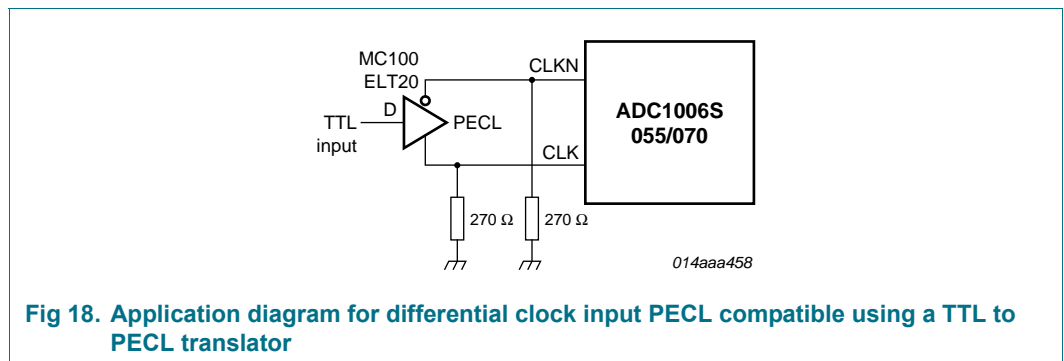 MC100
ELT20
CLKN
D
TTL
input
PECL
CLK
ADC1006S
055/070
270 Ω
270 Ω
014aaa458
Fig 18. Application diagram for differential clock input PECL compatible using a TTL to
PECL translator